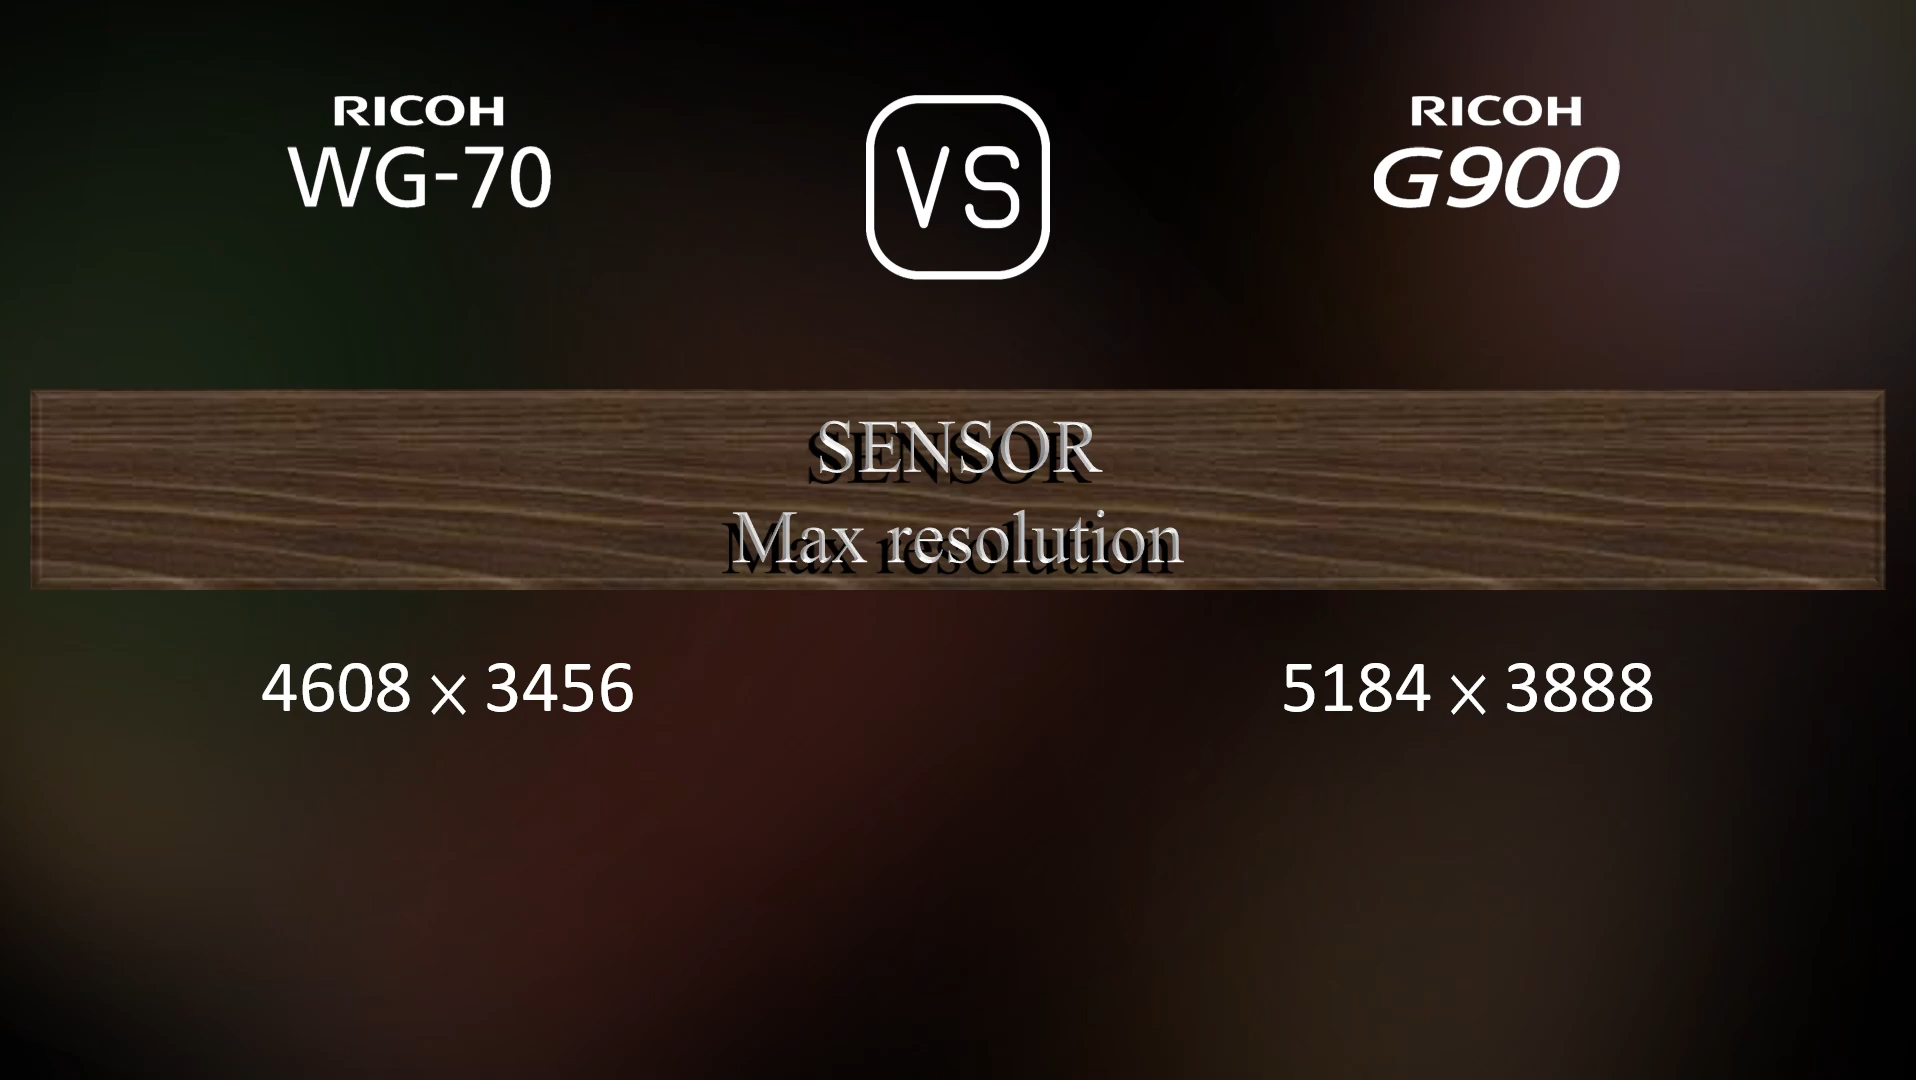 RICOH
WG-70
VS
RICOH
G900
SENSOR
Max resolution
4608 x 3456
5184 x 3888